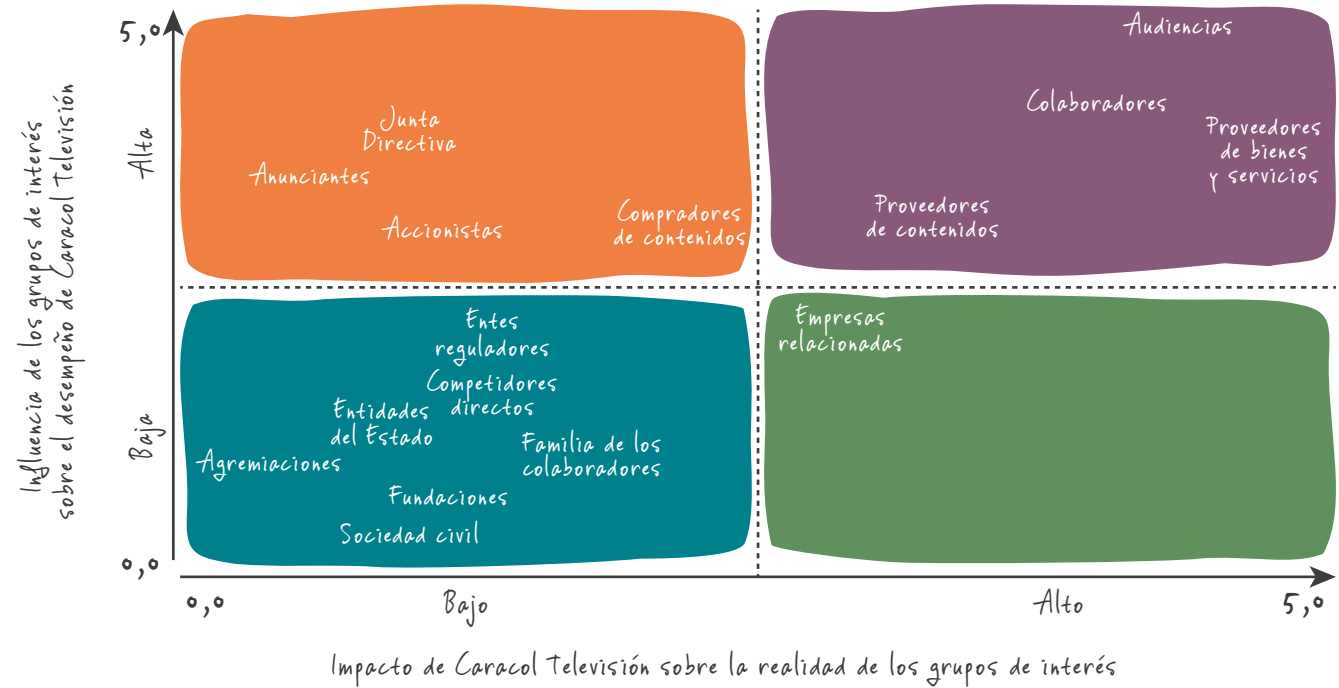 5,0
Influencia de los grupos de interés
sobre el desempeño de Caracol Televisión
Alta
Baja
0,0
Junta
Directiva
Anunciantes
Accionistas
Compradores
de contenidos
Audiencias
Colaboradores
Proveedores
de bienes
y servicios
Proveedores
de contenidos
Entes
reguladores
Competidores
directos
Entidades
del Estado
Familia de los
colaboradores
Agremiaciones
Fundaciones
Sociedad civil
Empresas
relacionadas
0,0
Bajo
Alto
5,0
Impacto de Caracol Televisión sobre la realidad de los grupos de interés